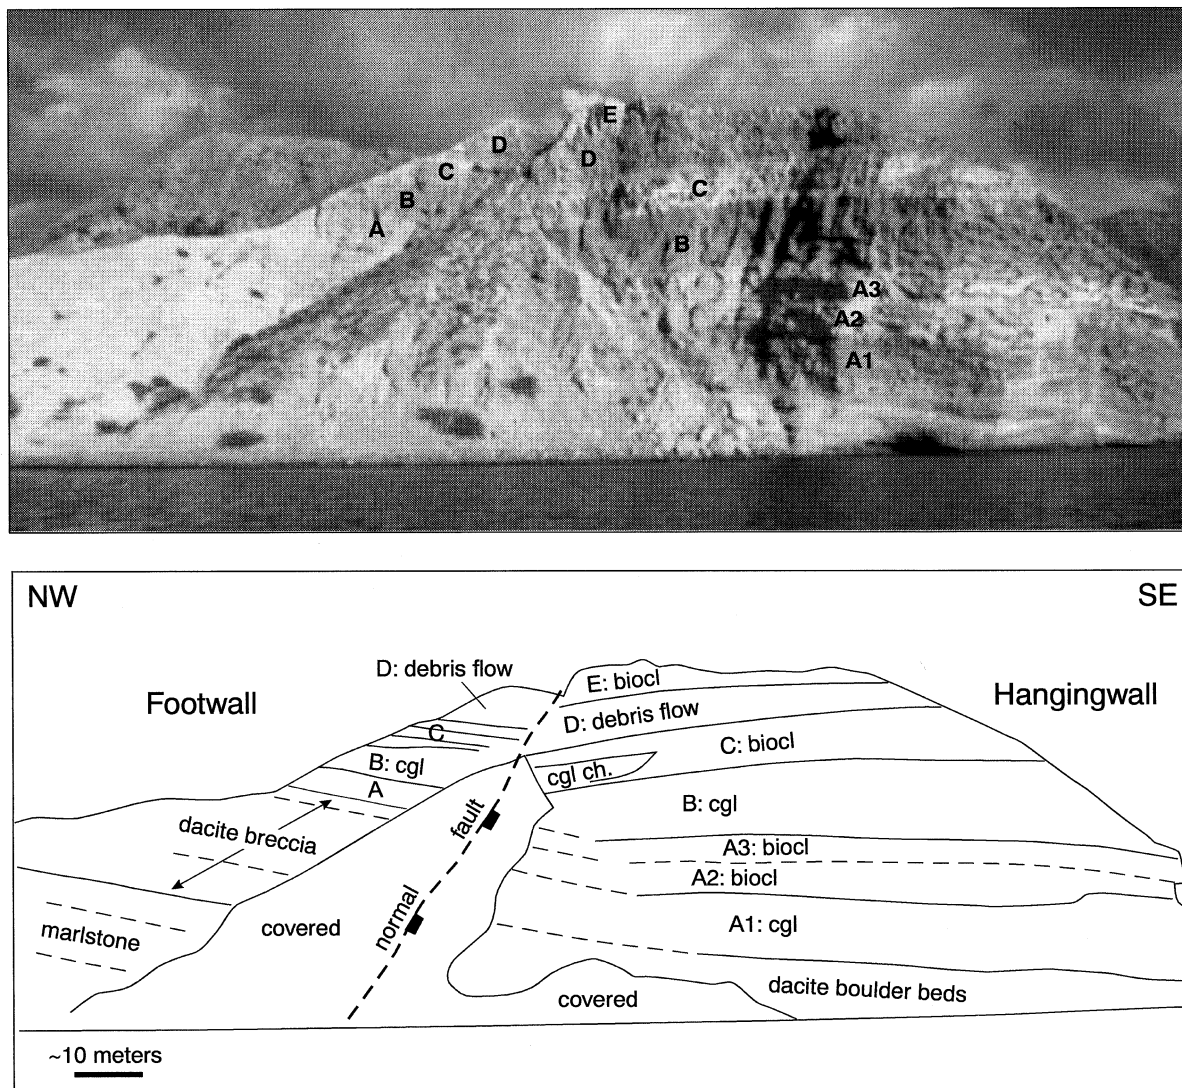 E
D
D
C
C
B
A
B
A3
A2
A1
NW
SE
D: debris flow
E: biocl
Footwall
Hangingwall
D: debris flow
C
C: biocl
B: cgl
cgl ch.
A
B: cgl
fault
dacite breccia
A3: biocl
A2: biocl
normal
covered
marlstone
A1: cgl
dacite boulder beds
covered
~10 meters